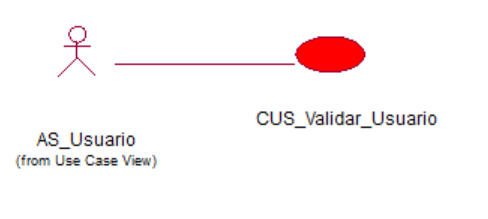 CUS_Validar_Usuario
AS_Usuario
(from Use Case View)